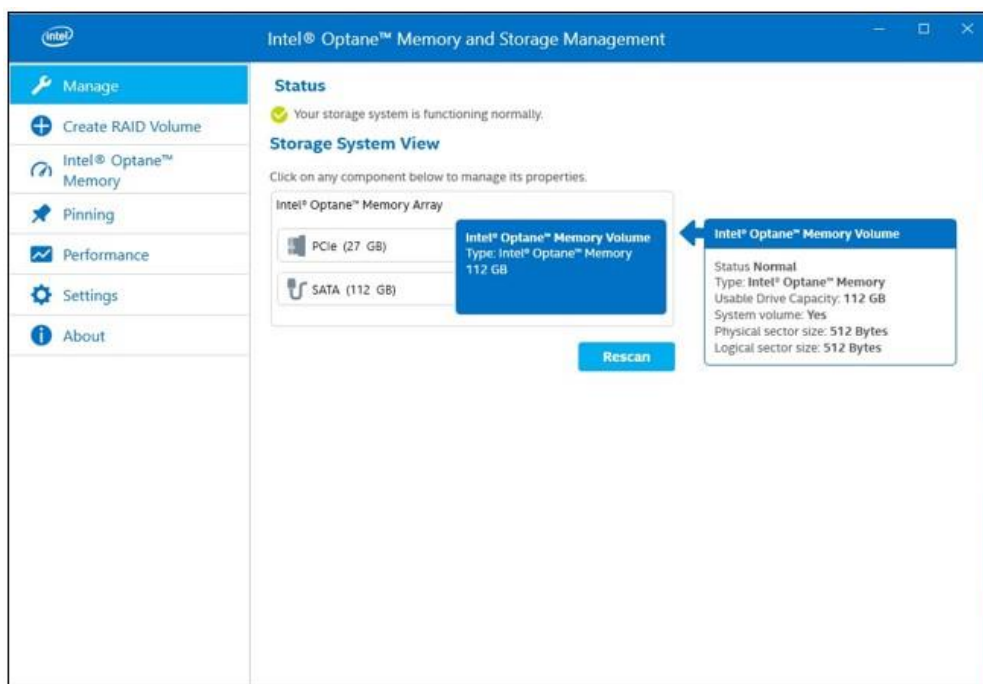 intel
Intel® Optane™ Memory and Storage Management
Manage
Create RAID Volume
Intel® Optane™
Memory
Pinning
Performance
Settings
About
Status
Your storage system is functioning normally.
Storage System View
Click on any component below to manage its properties.
Intel® Optane™ Memory Array
PCIe (27 GB)
SATA (112 GB)
Intel® Optane™ Memory Volume
Type: Intel® Optane™ Memory
112 GB
Rescan
Intel® Optane™ Memory Volume
Status Normal
Type: Intel® Optane™ Memory
Usable Drive Capacity: 112 GB
System volume: Yes
Physical sector size: 512 Bytes
Logical sector size: 512 Bytes